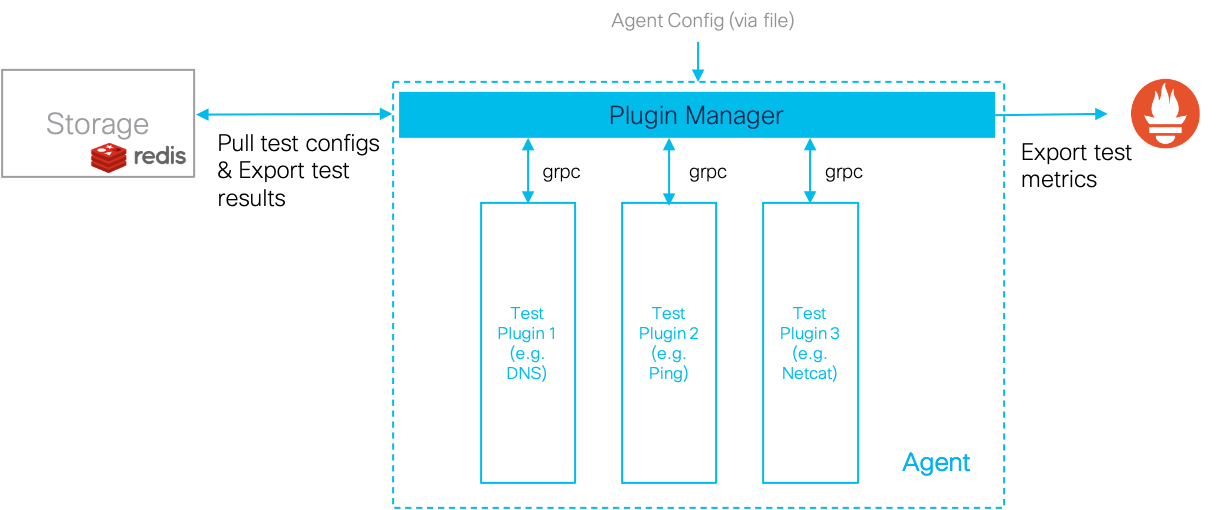 Agent Config (via file)
Storage
redis
Pull test configs
& Export test
results
Plugin Manager
Export test
metrics
grpc
grpc
grpc
Test
Plugin 1
(e.g.
DNS)
Test
Plugin 2
(e.g.
Ping)
Test
Plugin 3
(e.g.
Netcat)
Agent